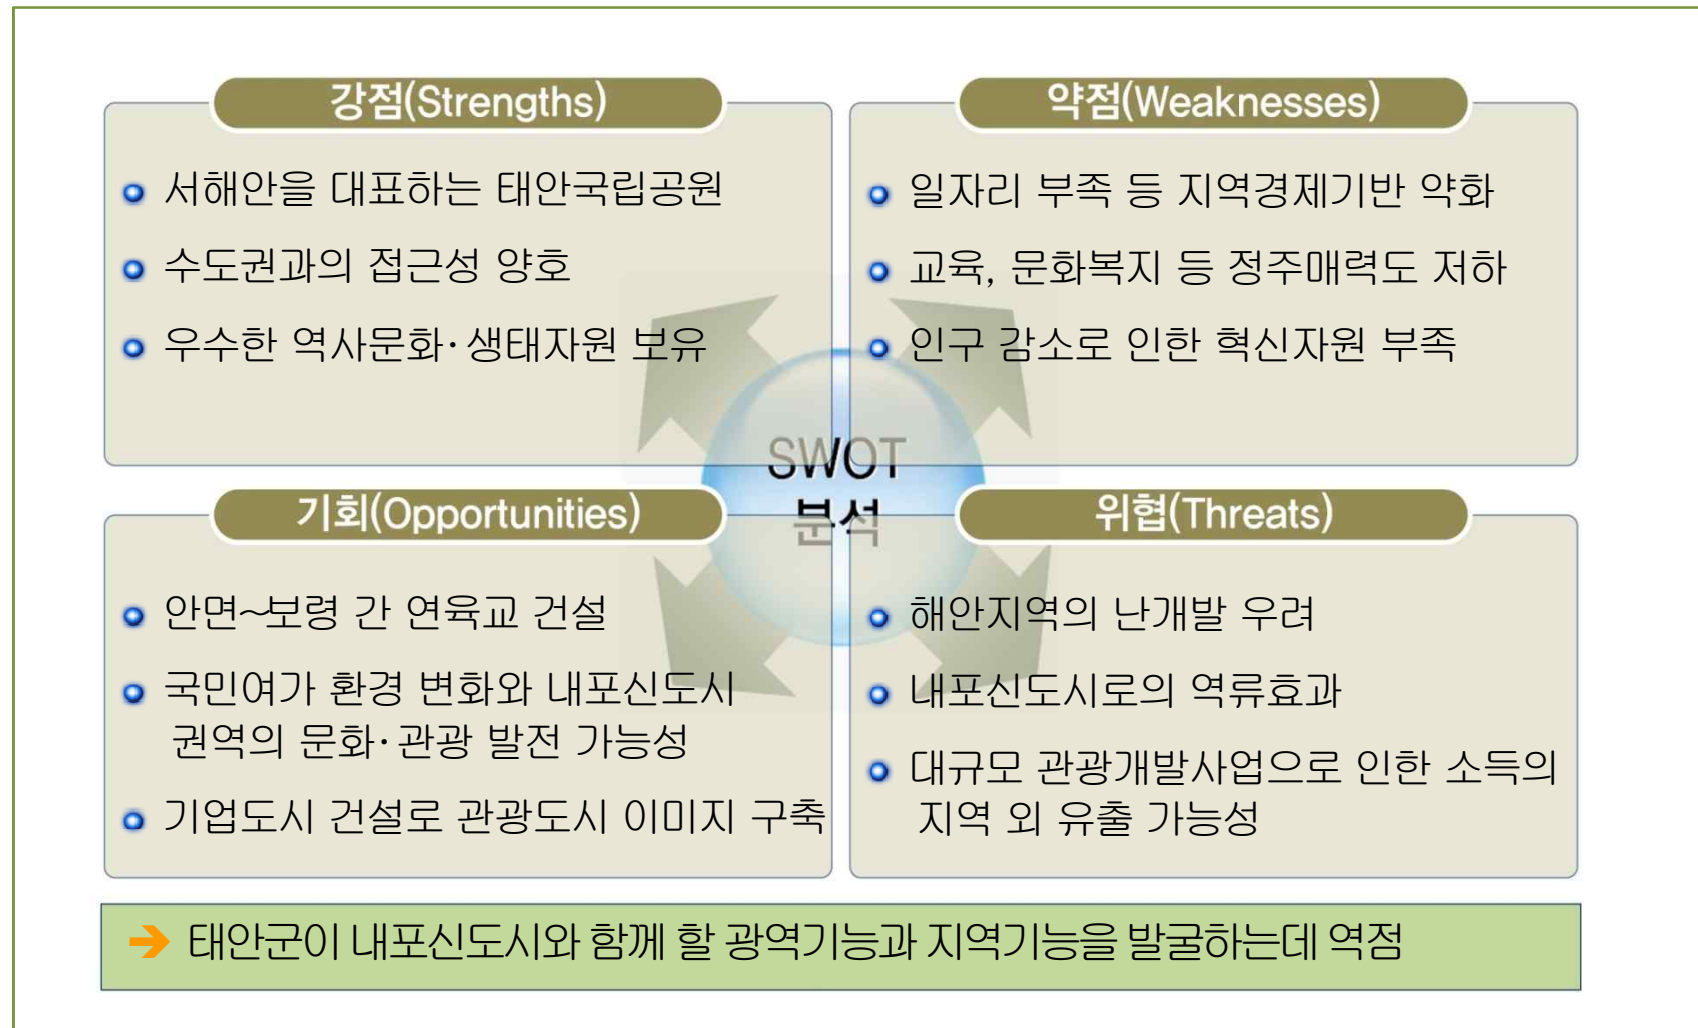 강점(Strengths)
서해안을 대표하는 태안국립공원
수도권과의 접근성 양호
우수한 역사문화·생태자원 보유
약점(Weaknesses)
일자리 부족 등 지역경제기반 약화
교육, 문화복지 등 정주매력도 저하
인구 감소로 인한 혁신자원 부족
SWOT
분석
기회(Opportunities)
안면~보령 간 연육교 건설
국민여가 환경 변화와 내포신도시
권역의 문화·관광 발전 가능성
기업도시 건설로 관광도시 이미지 구축
위협(Threats)
해안지역의 난개발 우려
내포신도시로의 역류효과
대규모 관광개발사업으로 인한 소득의
지역 외 유출 가능성
➔ 태안군이 내포신도시와 함께 할 광역기능과 지역기능을 발굴하는데 역점